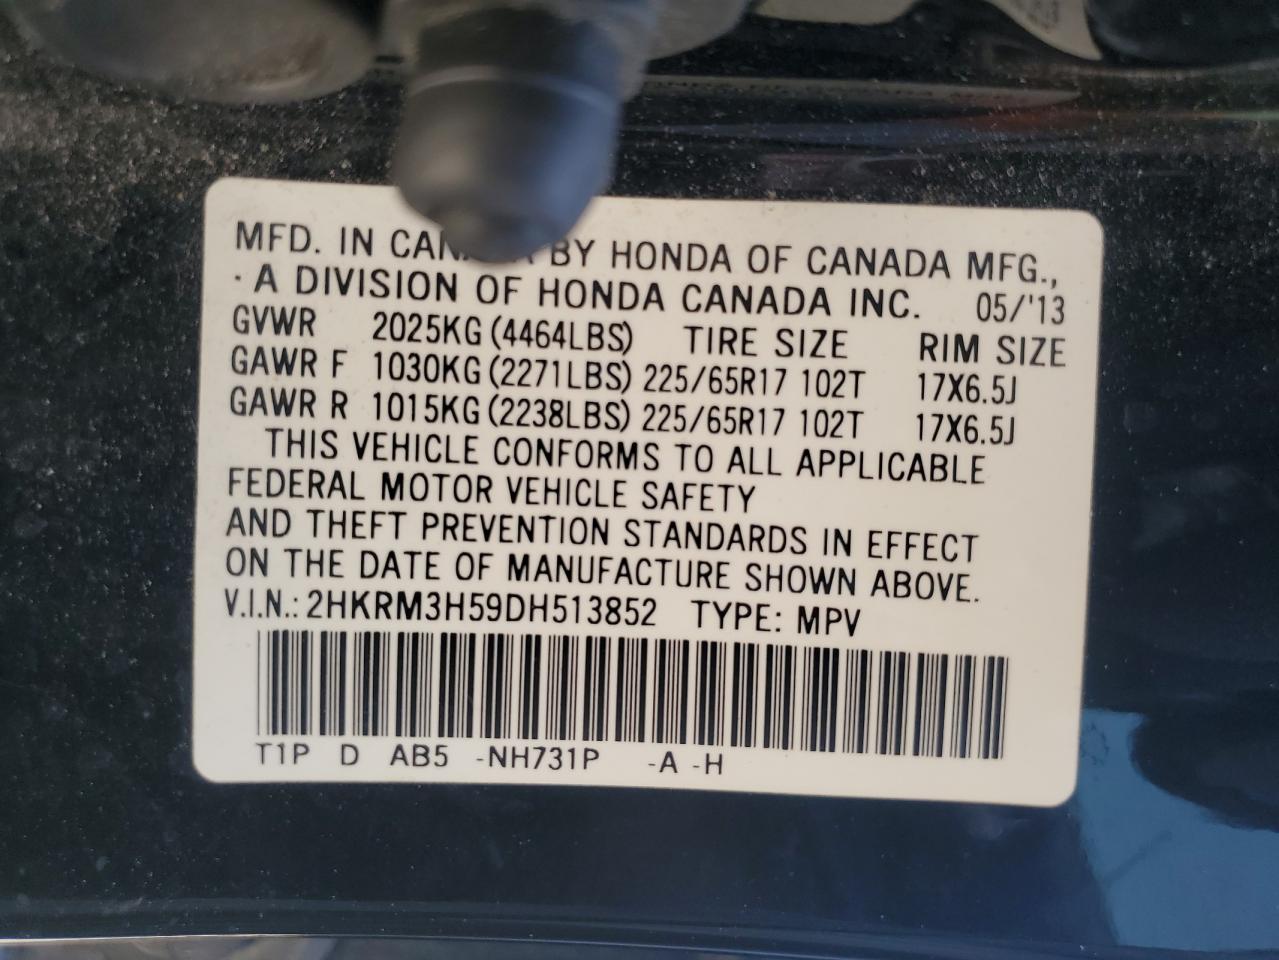 MFD. IN CANADA BY HONDA OF CANADA MFG.,
· A DIVISION OF HONDA CANADA INC. 05/'13
GVWR 2025KG (4464LBS) TIRE SIZE RIM SIZE
GAWR F 1030KG (2271LBS) 225/65R17 102T 17X6.5J
GAWR R 1015KG (2238LBS) 225/65R17 102T 17X6.5J
THIS VEHICLE CONFORMS TO ALL APPLICABLE
FEDERAL MOTOR VEHICLE SAFETY
AND THEFT PREVENTION STANDARDS IN EFFECT
ON THE DATE OF MANUFACTURE SHOWN ABOVE.
V.I.N.: 2HKRM3H59DH513852 TYPE: MPV
T1P D AB5 -NH731P -A -H